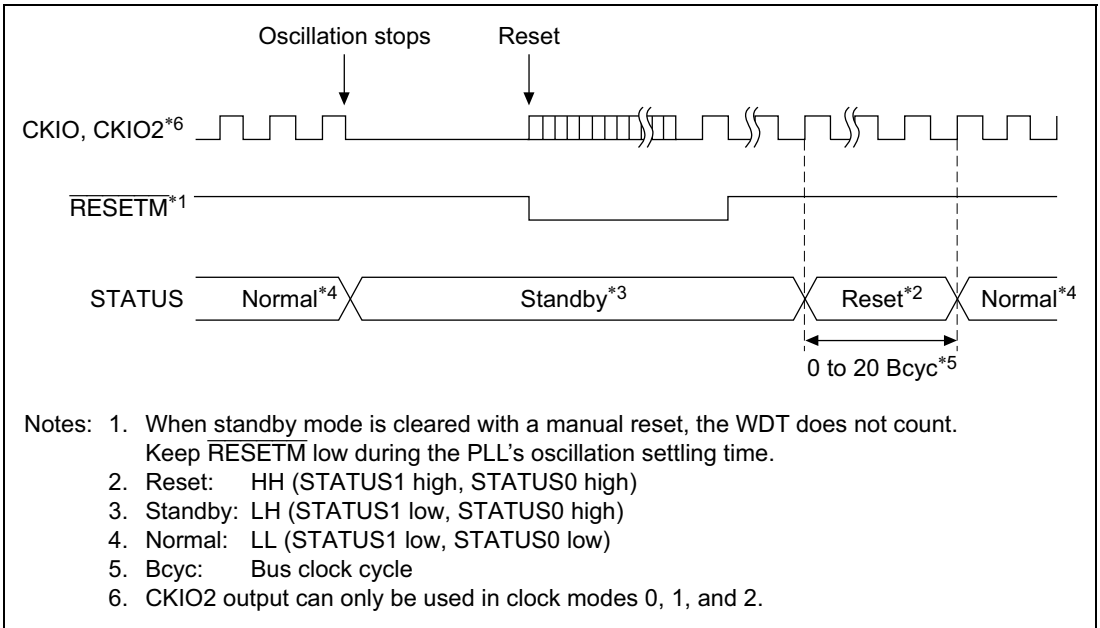 Oscillation stops Reset
CKIO, CKIO2*6
RESETM*1
STATUS Normal*4 Standby*3 Reset*2 Normal*4
0 to 20 Bcyc*5
Notes: 1. When standby mode is cleared with a manual reset, the WDT does not count.
Keep RESETM low during the PLL's oscillation settling time.
2. Reset: HH (STATUS1 high, STATUS0 high)
3. Standby: LH (STATUS1 low, STATUS0 high)
4. Normal: LL (STATUS1 low, STATUS0 low)
5. Bcyc: Bus clock cycle
6. CKIO2 output can only be used in clock modes 0, 1, and 2.